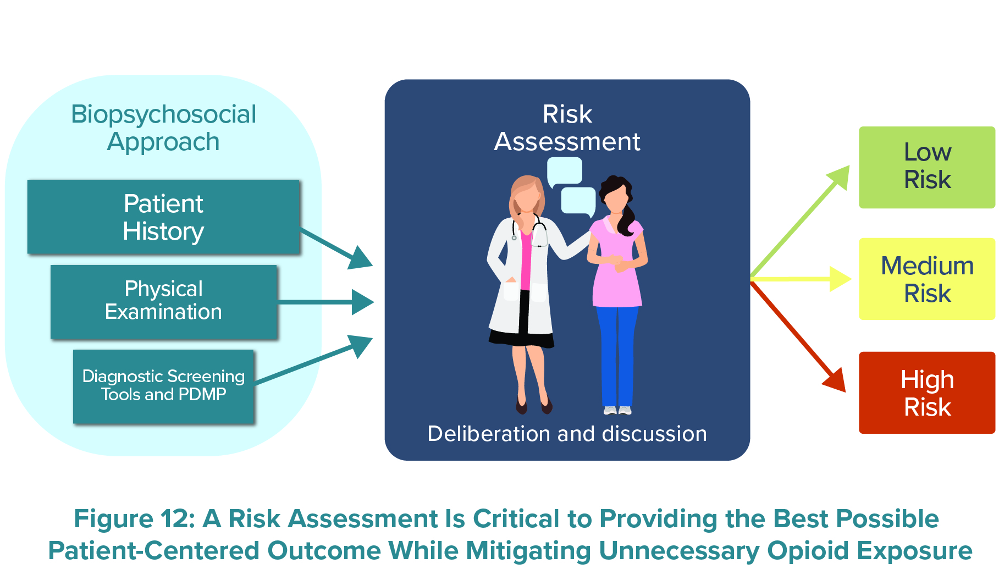 Biopsychosocial
Approach
Patient
History
Physical
Examination
Diagnostic Screening
Tools and PDMP
Risk
Assessment
Deliberation and discussion
Low
Risk
Medium
Risk
High
Risk
Figure 12: A Risk Assessment Is Critical to Providing the Best Possible
Patient-Centered Outcome While Mitigating Unnecessary Opioid Exposure